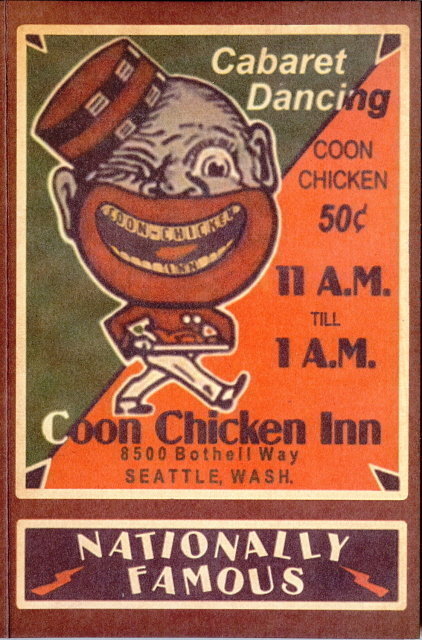 Cabaret
Dancing
COON
CHICKEN
50¢
11 A.M.
TILL
1 A.M.
COON-CHICKEN
INN
Coon Chicken Inn
8500 Bothell Way
SEATTLE, WASH.
NATIONALLY
FAMOUS